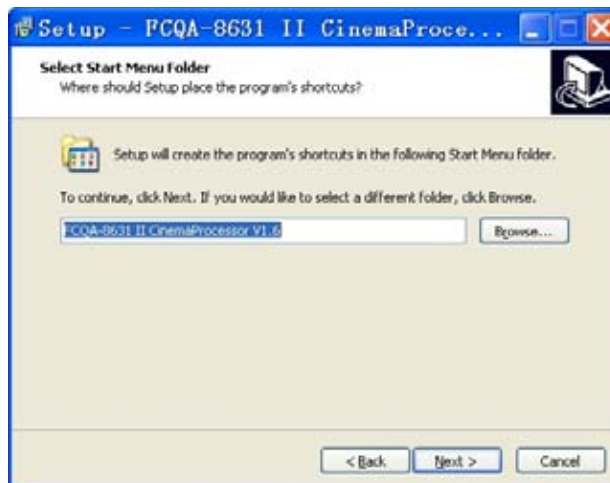 Setup - FCQA-8631 II CinemaProce...
Select Start Menu Folder
Where should Setup place the program's shortcuts?
Setup will create the program's shortcuts in the following Start Menu folder.
To continue, click Next. If you would like to select a different folder, click Browse.
FCQA-8631 II CinemaProcessor V1.6
Browse...
< Back
Next >
Cancel